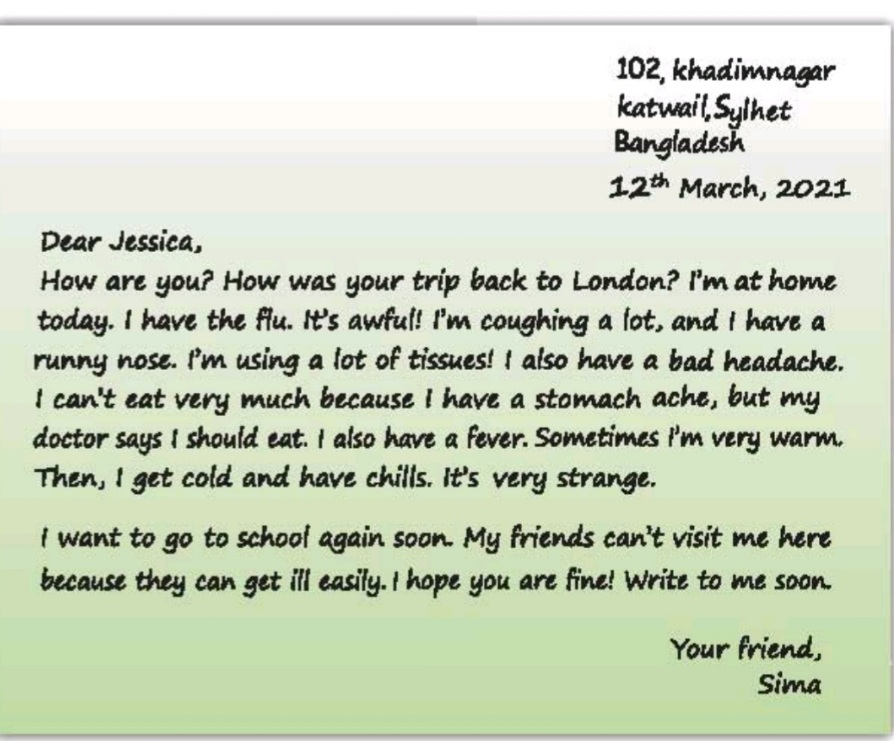 102, khadimnagar
katwail, Sylhet
Bangladesh
12th March, 2021
Dear Jessica,
How are you? How was your trip back to London? I'm at home
today. I have the flu. It's awful! I'm coughing a lot, and I have a
runny nose. I'm using a lot of tissues! I also have a bad headache.
I can't eat very much because I have a stomach ache, but my
doctor says I should eat. I also have a fever. Sometimes I'm very warm.
Then, I get cold and have chills. It's very strange.
I want to go to school again soon. My friends can't visit me here
because they can get ill easily. I hope you are fine! Write to me soon.
Your friend,
Sima